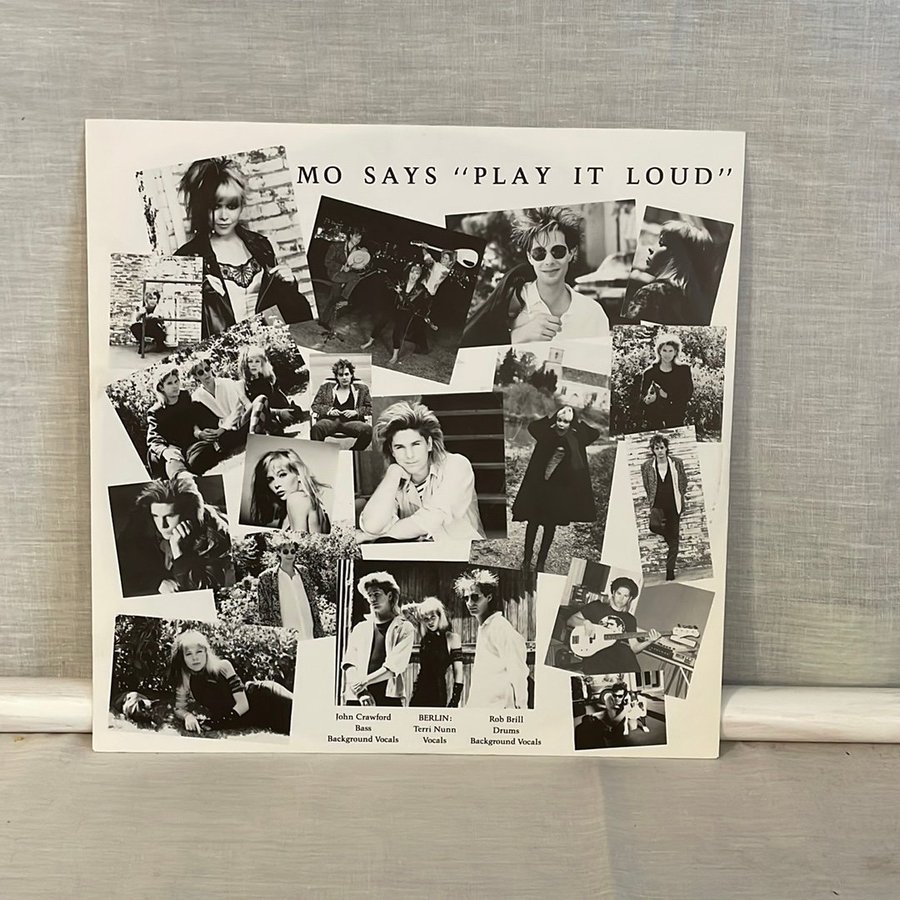 MO SAYS “PLAY IT LOUD”
John Crawford
Bass
Background Vocals
BERLIN:
Terri Nunn
Vocals
Rob Brill
Drums
Background Vocals